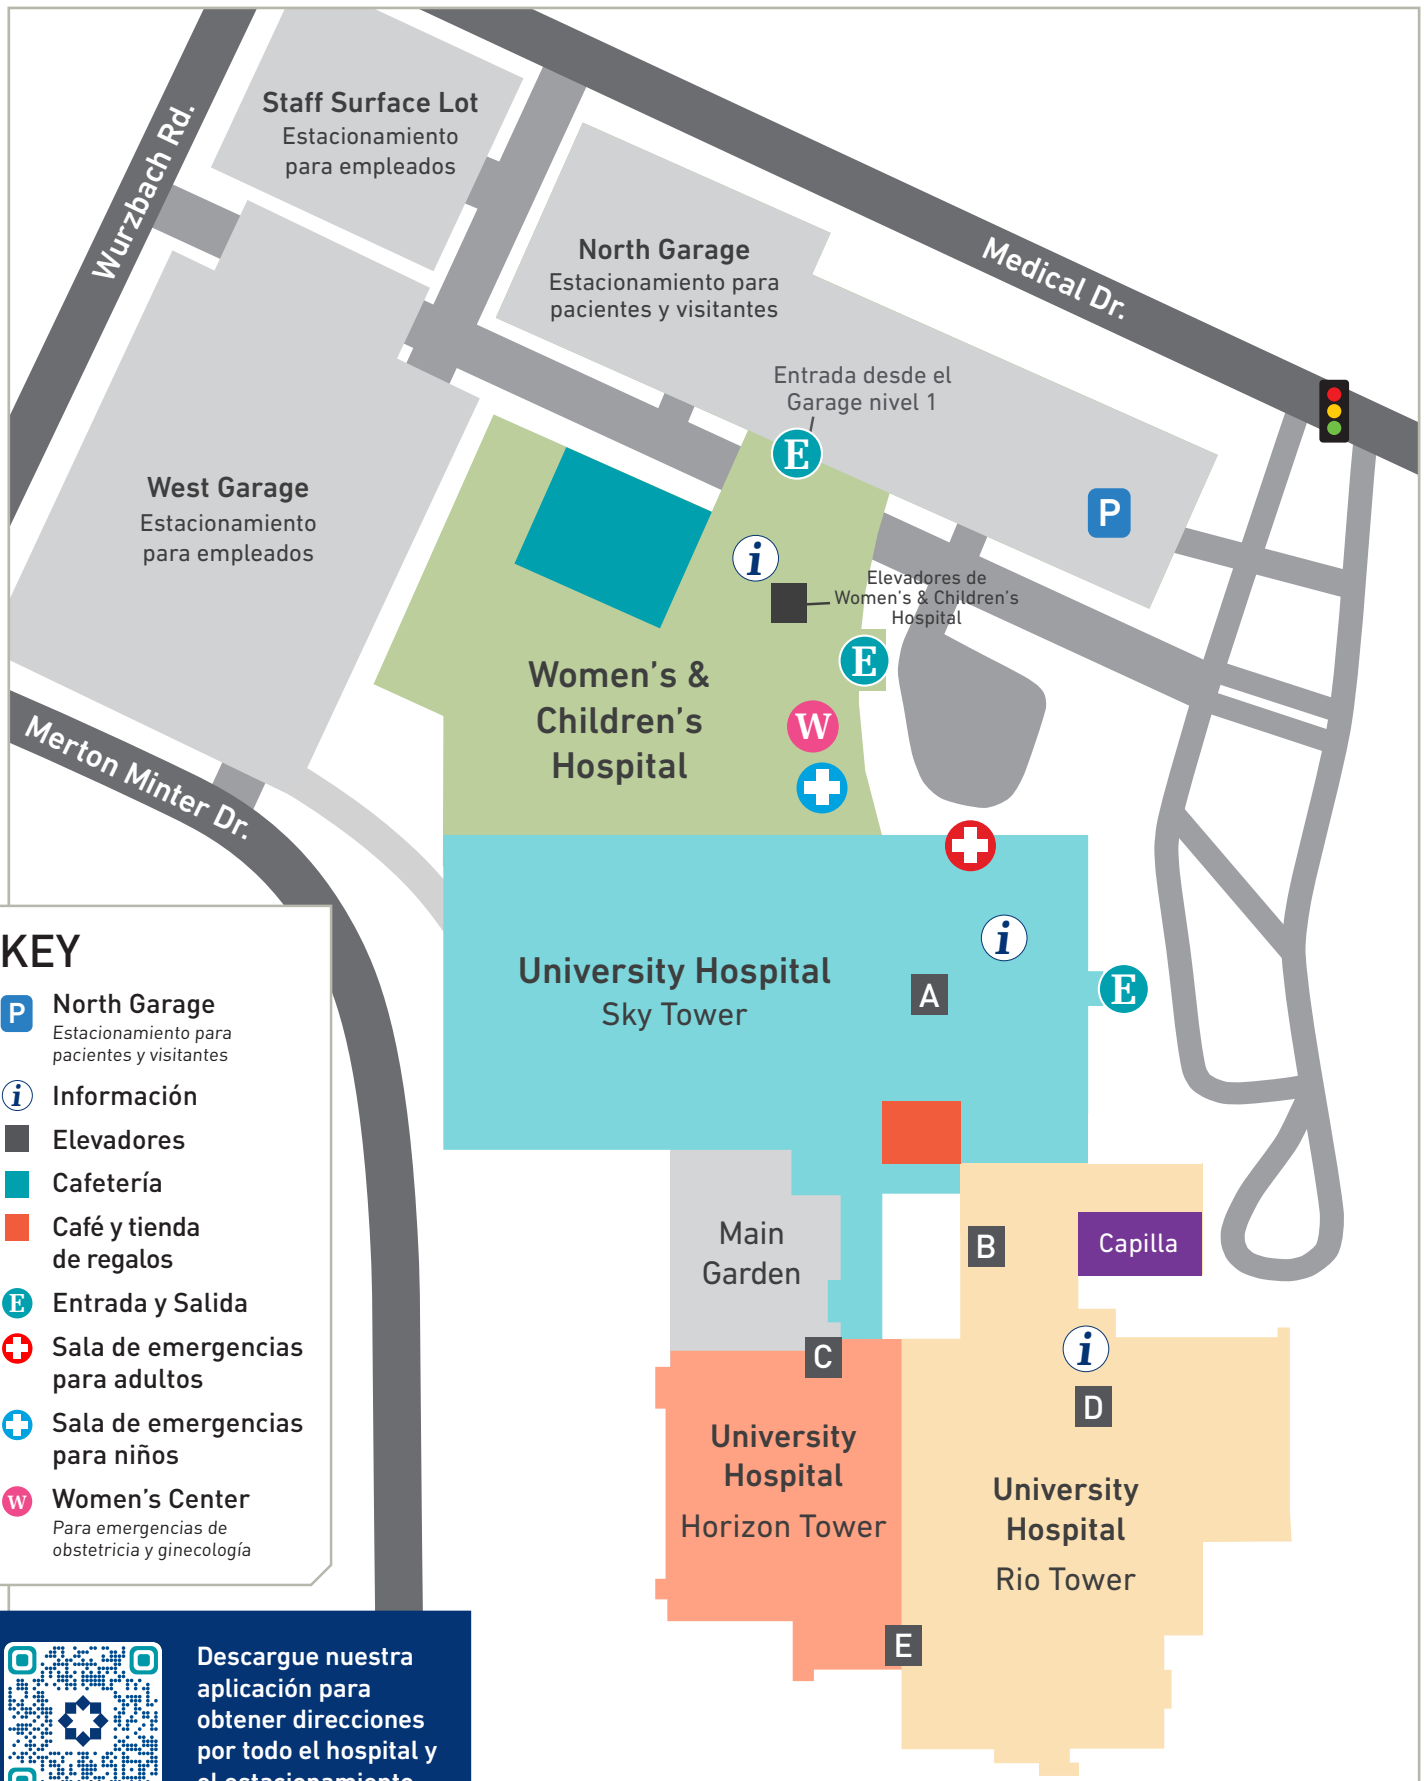 Wurzbach Rd.
Staff Surface Lot
Estacionamiento
para empleados
North Garage
Estacionamiento para
pacientes y visitantes
Medical Dr.
Entrada desde el
Garage nivel 1
E
West Garage
Estacionamiento
para empleados
P
i
Elevadores de
Women's & Children's
Hospital
E
Women's &
Children's
Hospital
W
Merton Minter Dr.
University Hospital
Sky Tower
i
A
E
Main
Garden
B
Capilla
C
i
D
University
Hospital
Horizon Tower
University
Hospital
Rio Tower
E
KEY
P North Garage
Estacionamiento para
pacientes y visitantes
i Información
Elevadores
Cafetería
Café y tienda
de regalos
E Entrada y Salida
Sala de emergencias
para adultos
Sala de emergencias
para niños
W Women's Center
Para emergencias de
obstetricia y ginecología
Descargue nuestra
aplicación para
obtener direcciones
por todo el hospital y
el estacionamiento